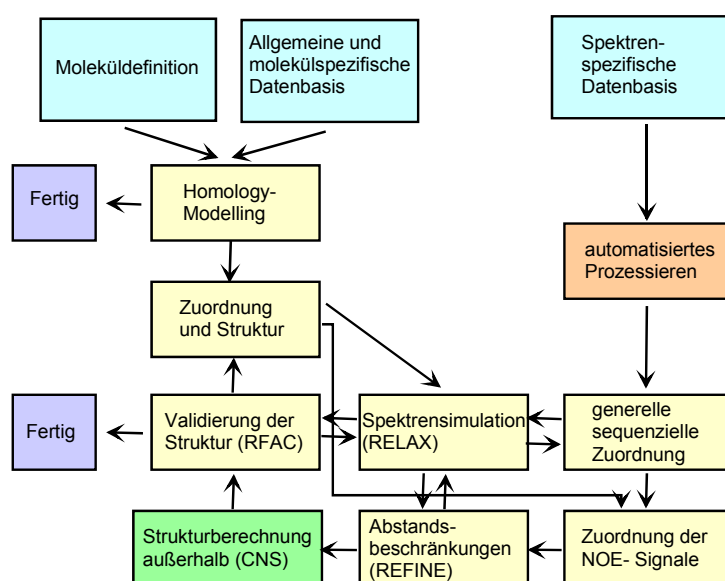 Moleküldefinition
Allgemeine und
molekülspezifische
Datenbasis
Spektren-
spezifische
Datenbasis
Fertig
Homology-
Modelling
automatisiertes
Prozessieren
Zuordnung
und Struktur
Fertig
Validierung der
Struktur (RFAC)
Spektrensimulation
(RELAX)
generelle
sequenzielle
Zuordnung
Strukturberechnung
außerhalb (CNS)
Abstands-
beschränkungen
(REFINE)
Zuordnung der
NOE- Signale